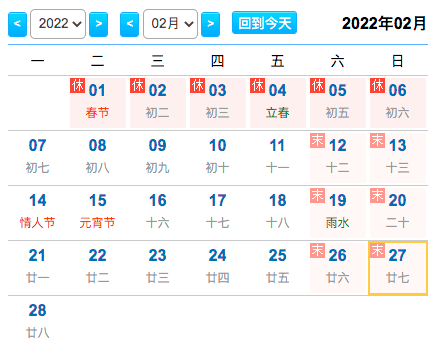 < 2022 > < 02月 > 回到今天 2022年02月
一 二 三 四 五 六 日
休 01 休 02 休 03 休 04 休 05 休 06
春节 初二 初三 立春 初五 初六
07 08 09 10 11 末 12 末 13
初七 初八 初九 初十 十一 十二 十三
14 15 16 17 18 末 19 末 20
情人节 元宵节 十六 十七 十八 雨水 二十
21 22 23 24 25 末 26 末 27
廿一 廿二 廿三 廿四 廿五 廿六 廿七
28
廿八